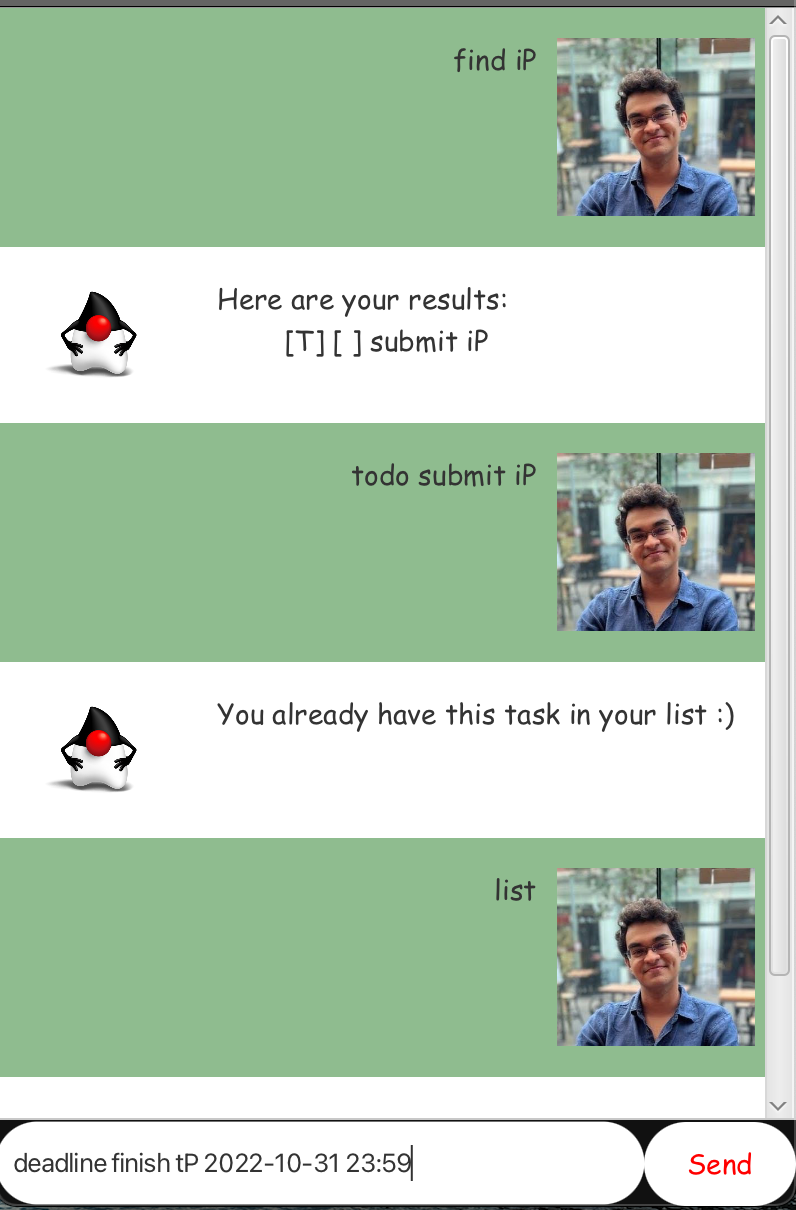 find iP
Here are your results:
[T] [ ] submit iP
todo submit iP
You already have this task in your list :)
list
deadline finish tP 2022-10-31 23:59
Send